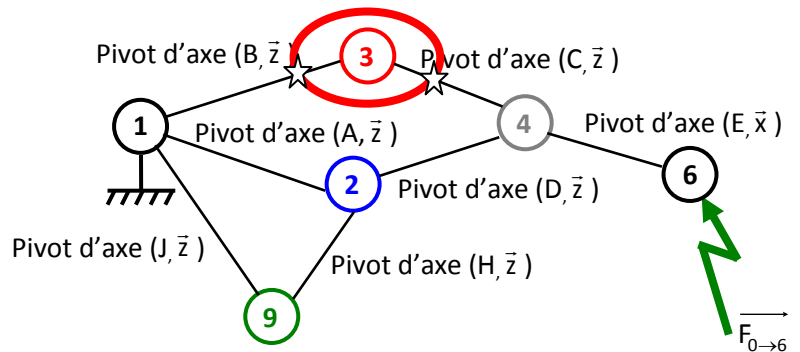 Pivot d'axe (B, z⃗)
3
Pivot d'axe (C, z⃗)
1
4
Pivot d'axe (A, z⃗)
Pivot d'axe (E, x⃗)
2
6
Pivot d'axe (D, z⃗)
Pivot d'axe (J, z⃗)
Pivot d'axe (H, z⃗)
9
F⃗0→6